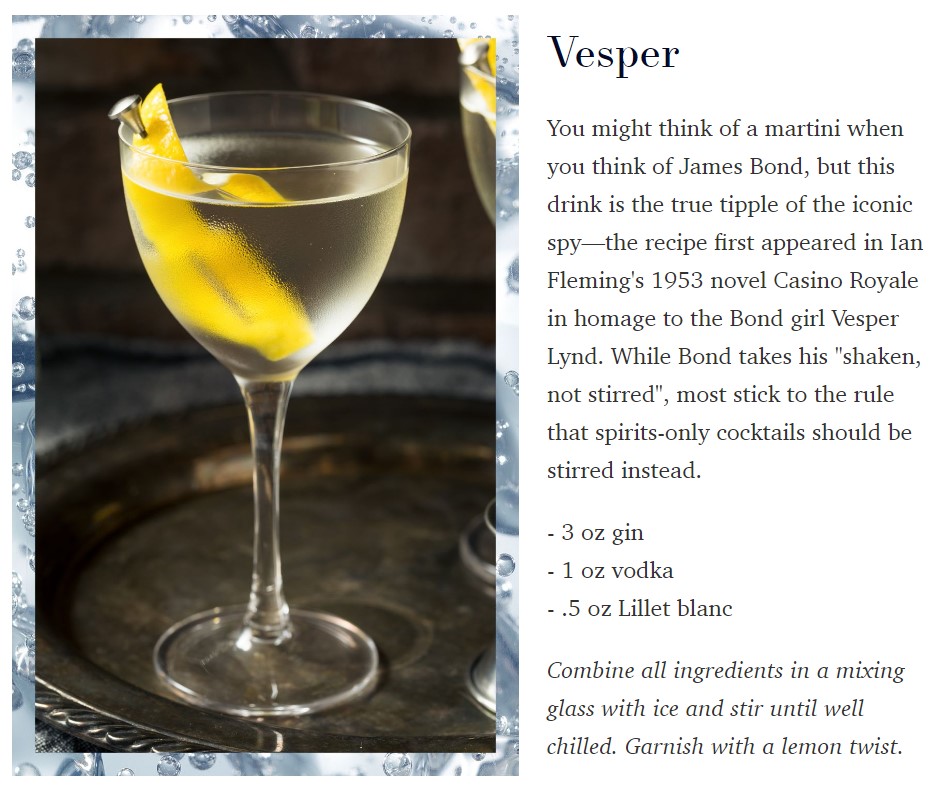 Vesper
You might think of a martini when
you think of James Bond, but this
drink is the true tipple of the iconic
spy—the recipe first appeared in Ian
Fleming's 1953 novel Casino Royale
in homage to the Bond girl Vesper
Lynd. While Bond takes his "shaken,
not stirred", most stick to the rule
that spirits-only cocktails should be
stirred instead.
- 3 oz gin
- 1 oz vodka
- .5 oz Lillet blanc
Combine all ingredients in a mixing
glass with ice and stir until well
chilled. Garnish with a lemon twist.